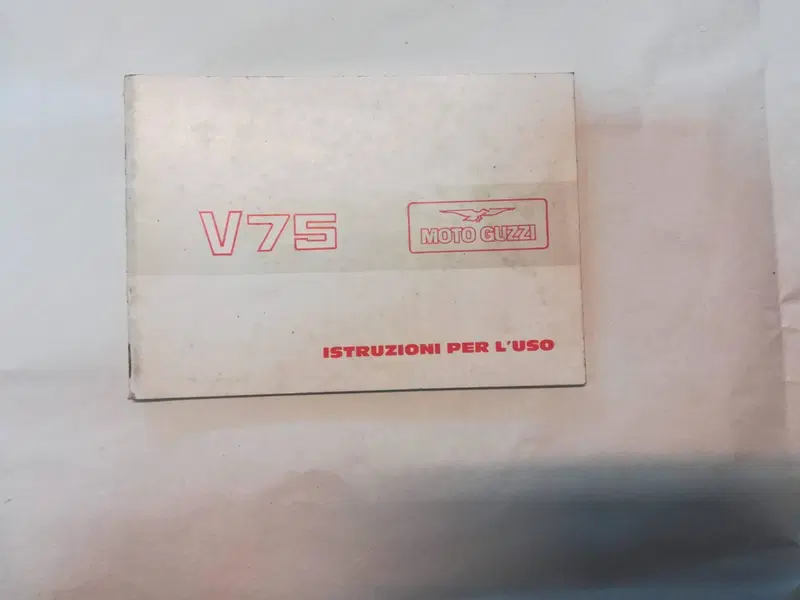 V75
MOTO GUZZI
ISTRUZIONI PER L'USO